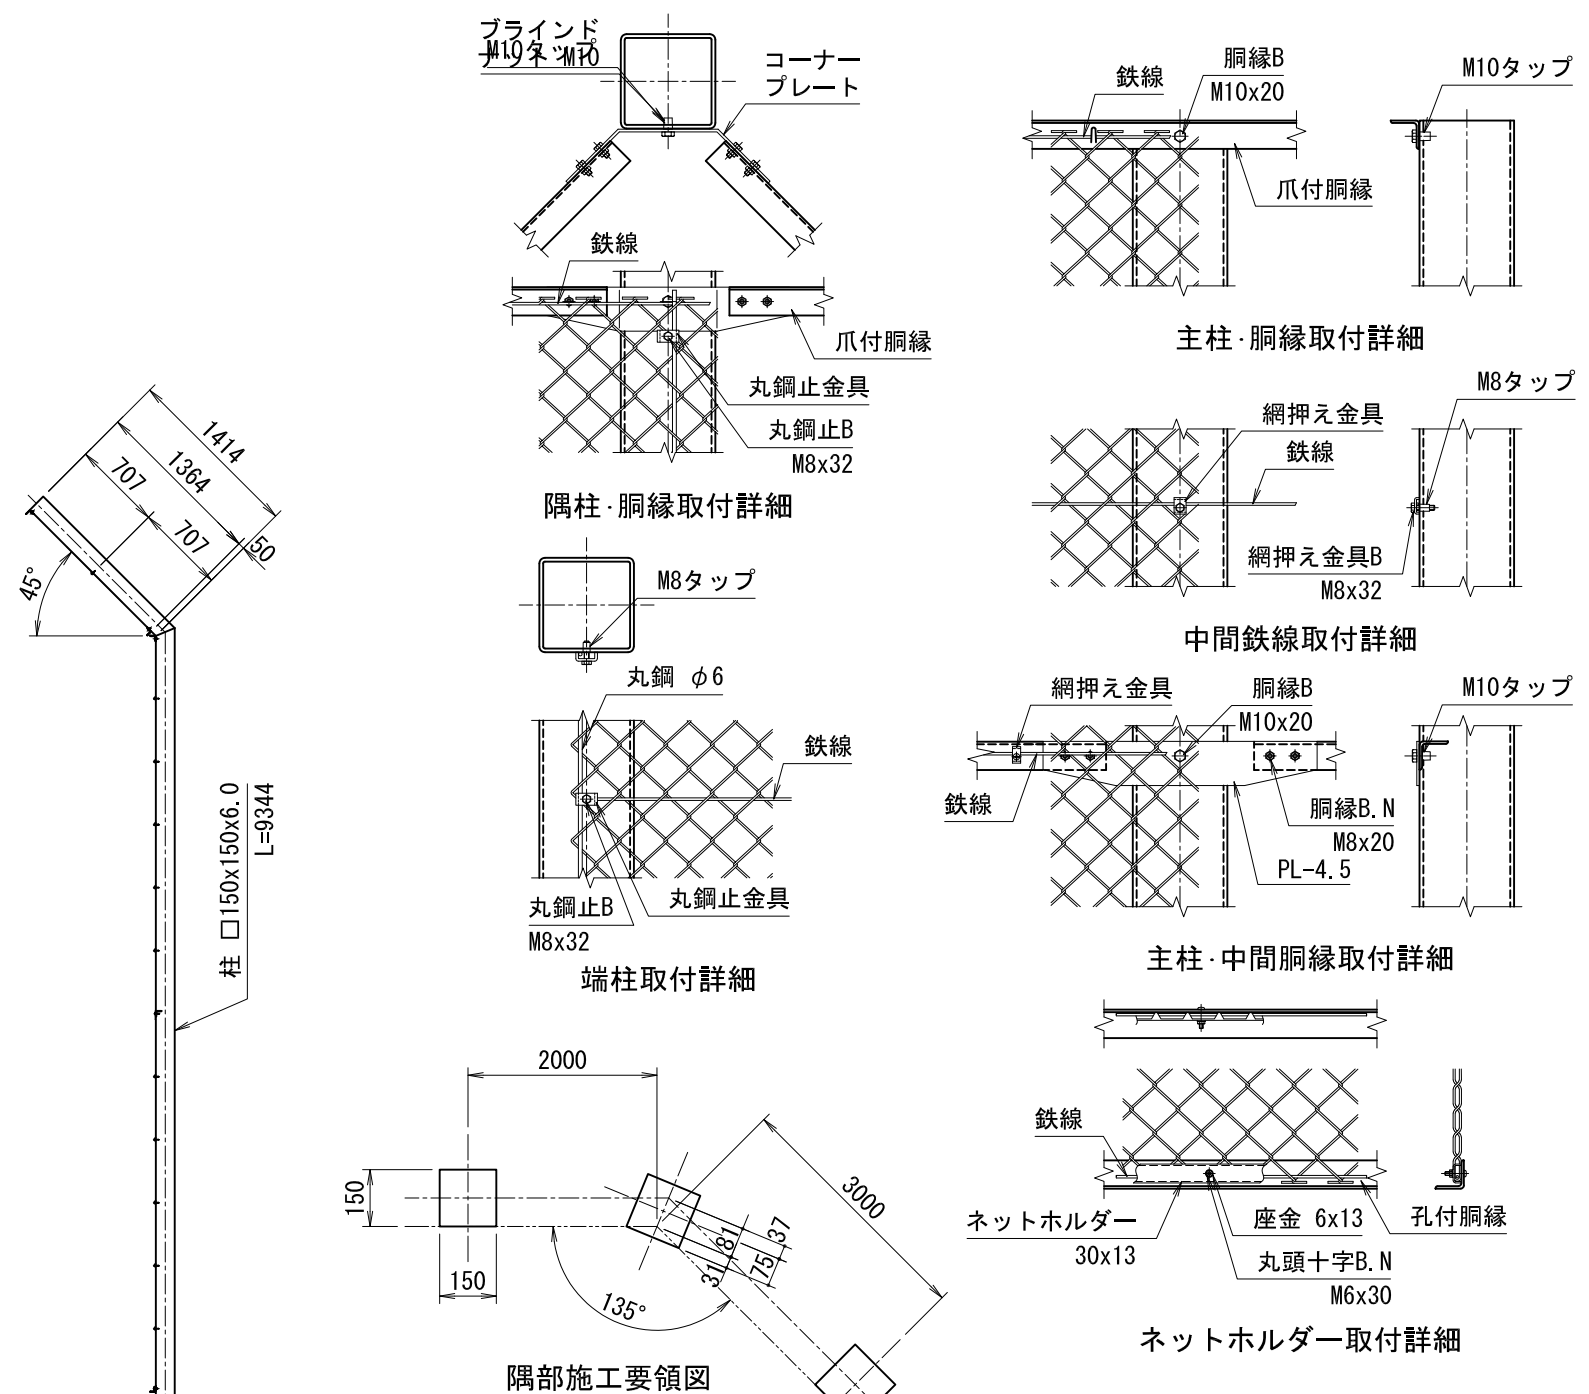 1414
1364
707
707
50
45°
柱 □150x150x6.0
L=9344
ブラインド
ナット M10
M10タップ
コーナー
プレート
鉄線
爪付胴縁
丸鋼止金具
丸鋼止B
M8x32
隅柱・胴縁取付詳細
M8タップ
丸鋼 φ6
鉄線
丸鋼止金具
丸鋼止B
M8x32
端柱取付詳細
2000
150
150
135°
3000
37
81
75
31
隅部施工要領図
鉄線
胴縁B
M10x20
M10タップ
爪付胴縁
主柱・胴縁取付詳細
M8タップ
網押え金具
鉄線
網押え金具B
M8x32
中間鉄線取付詳細
網押え金具
胴縁B
M10x20
M10タップ
鉄線
胴縁B.N
M8x20
PL-4.5
主柱・中間胴縁取付詳細
鉄線
ネットホルダー
30x13
座金 6x13
孔付胴縁
丸頭十字B.N
M6x30
ネットホルダー取付詳細